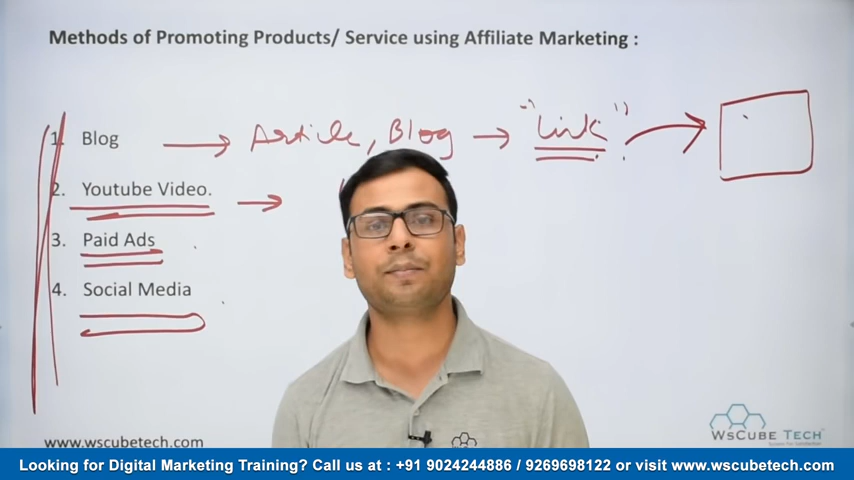 Methods of Promoting Products/ Service using Affiliate Marketing :
1. Blog → Article, Blog → "Link" →
2. Youtube Video. →
3. Paid Ads
4. Social Media
www.wscubetech.com
WsCube Tech
Looking for Digital Marketing Training? Call us at : +91 9024244886 / 9269698122 or visit www.wscubetech.com